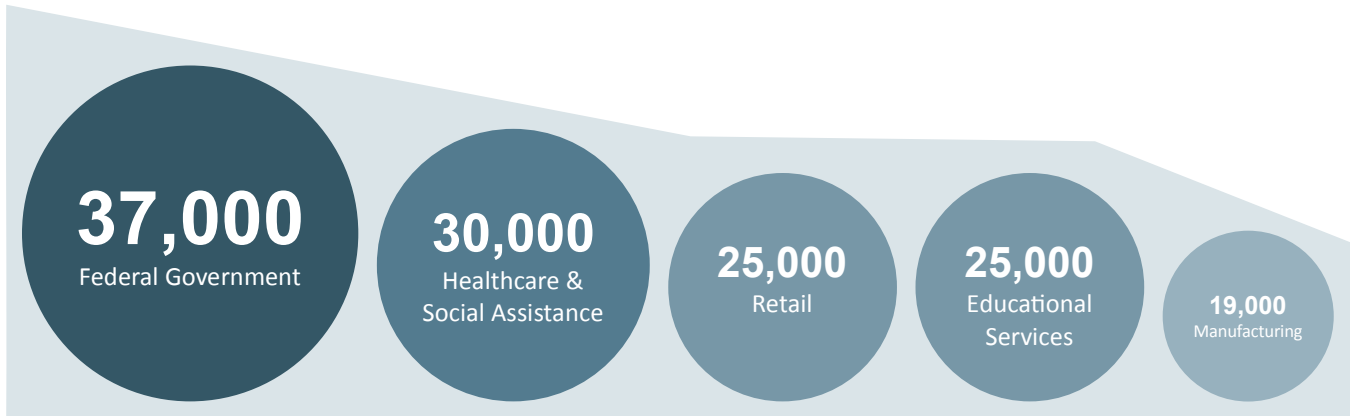 37,000
Federal Government
30,000
Healthcare &
Social Assistance
25,000
Retail
25,000
Educational
Services
19,000
Manufacturing